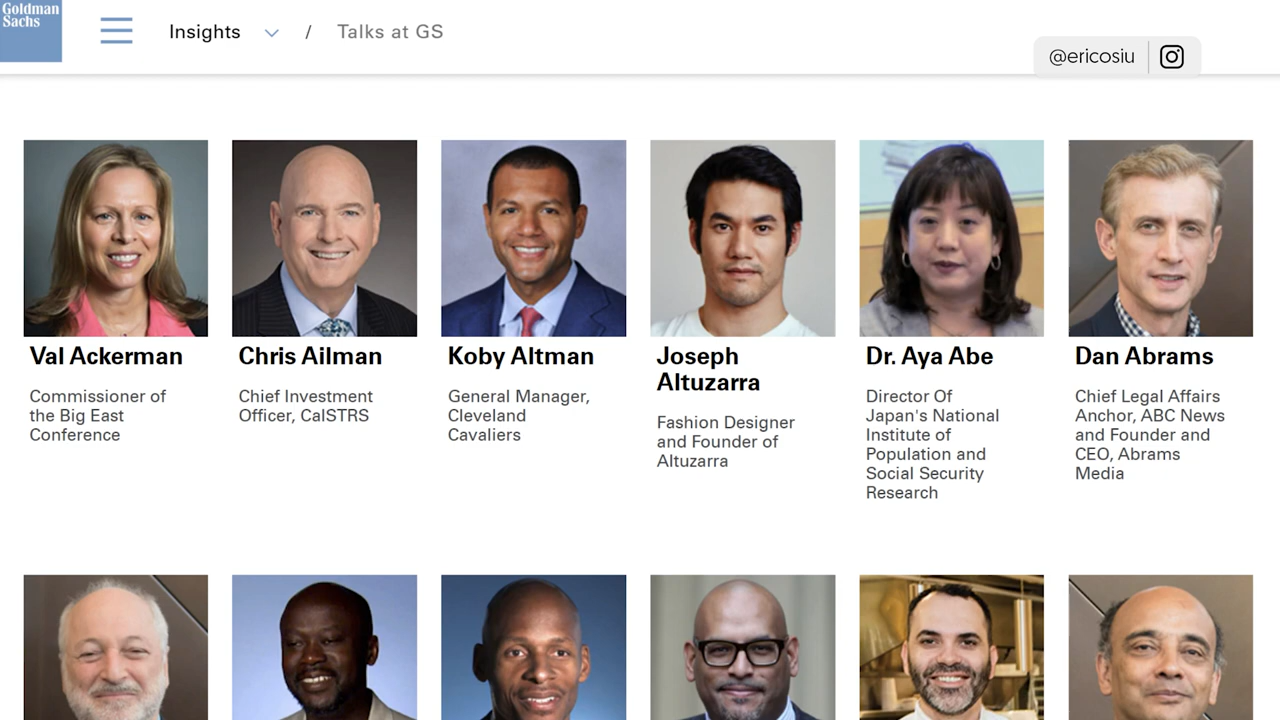 Goldman
Sachs
Insights / Talks at GS
@ericosiu
Val Ackerman
Commissioner of
the Big East
Conference
Chris Ailman
Chief Investment
Officer, CalSTRS
Koby Altman
General Manager,
Cleveland
Cavaliers
Joseph
Altuzarra
Fashion Designer
and Founder of
Altuzarra
Dr. Aya Abe
Director Of
Japan's National
Institute of
Population and
Social Security
Research
Dan Abrams
Chief Legal Affairs
Anchor, ABC News
and Founder and
CEO, Abrams
Media